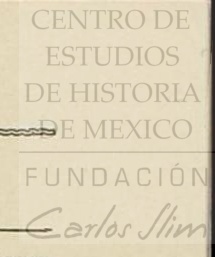 CENTRO DE
ESTUDIOS
DE HISTORIA
DE MEXICO
FUNDACIÓN
Carlos Slim